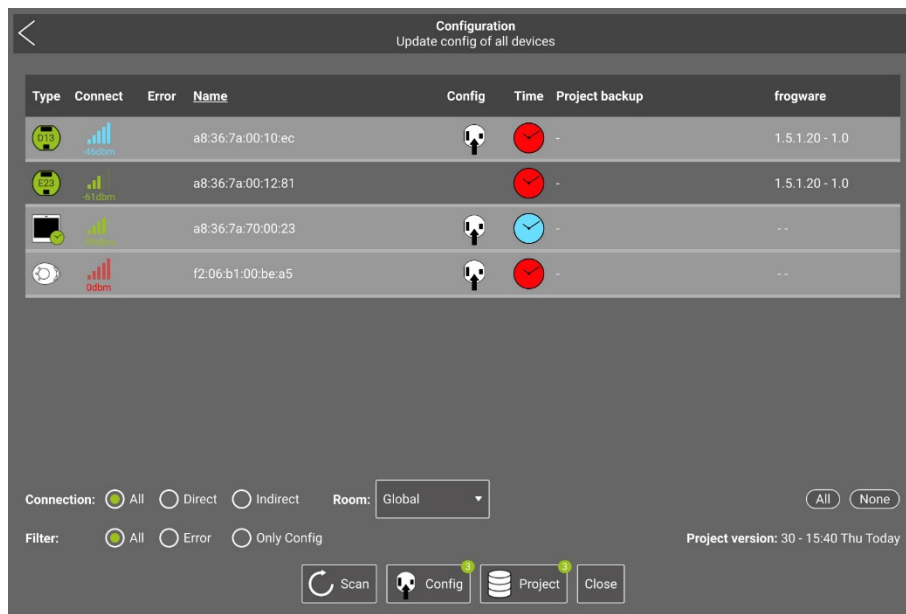 Configuration
Update config of all devices
Type Connect Error Name Config Time Project backup frogware
D13 -46dbm a8:36:7a:00:10:ec - 1.5.1.20 - 1.0
E23 -61dbm a8:36:7a:00:12:81 - 1.5.1.20 - 1.0
a8:36:7a:70:00:23 - - -
0dbm f2:06:b1:00:be:a5 - - -
Connection: All Direct Indirect Room: Global All None
Filter: All Error Only Config Project version: 30 - 15:40 Thu Today
Scan Config 3 Project 3 Close